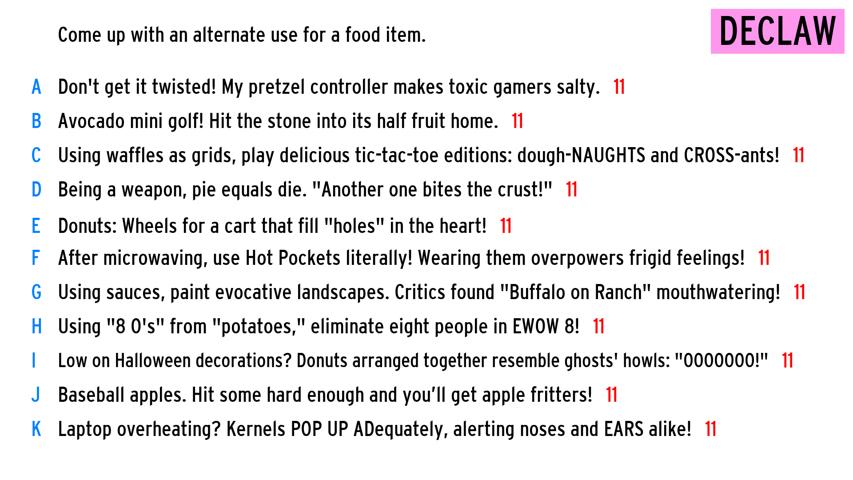 Come up with an alternate use for a food item.
DECLAW
A Don't get it twisted! My pretzel controller makes toxic gamers salty. 11
B Avocado mini golf! Hit the stone into its half fruit home. 11
C Using waffles as grids, play delicious tic-tac-toe editions: dough-NAUGHTS and CROSS-ants! 11
D Being a weapon, pie equals die. "Another one bites the crust!" 11
E Donuts: Wheels for a cart that fill "holes" in the heart! 11
F After microwaving, use Hot Pockets literally! Wearing them overpowers frigid feelings! 11
G Using sauces, paint evocative landscapes. Critics found "Buffalo on Ranch" mouthwatering! 11
H Using "8 O's" from "potatoes," eliminate eight people in EWOW 8! 11
I Low on Halloween decorations? Donuts arranged together resemble ghosts' howls: "OOOOOOO!" 11
J Baseball apples. Hit some hard enough and you’ll get apple fritters! 11
K Laptop overheating? Kernels POP UP ADequately, alerting noses and EARS alike! 11